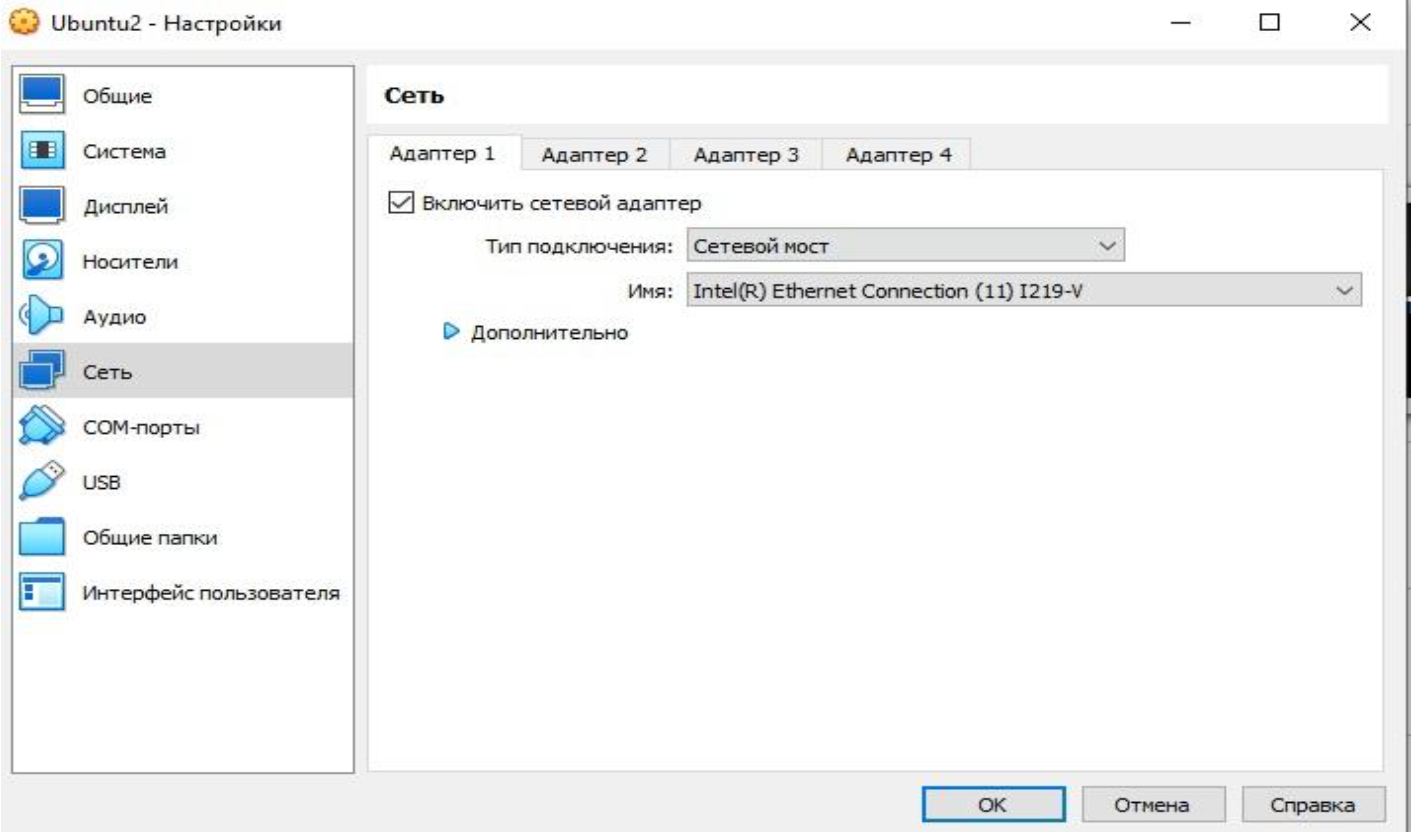 Ubuntu2 - Настройки
Общие
Система
Дисплей
Носители
Аудио
Сеть
COM-порты
USB
Общие папки
Интерфейс пользователя
Сеть
Адаптер 1 Адаптер 2 Адаптер 3 Адаптер 4
Включить сетевой адаптер
Тип подключения: Сетевой мост
Имя: Intel(R) Ethernet Connection (11) I219-V
Дополнительно
OK Отмена Справка